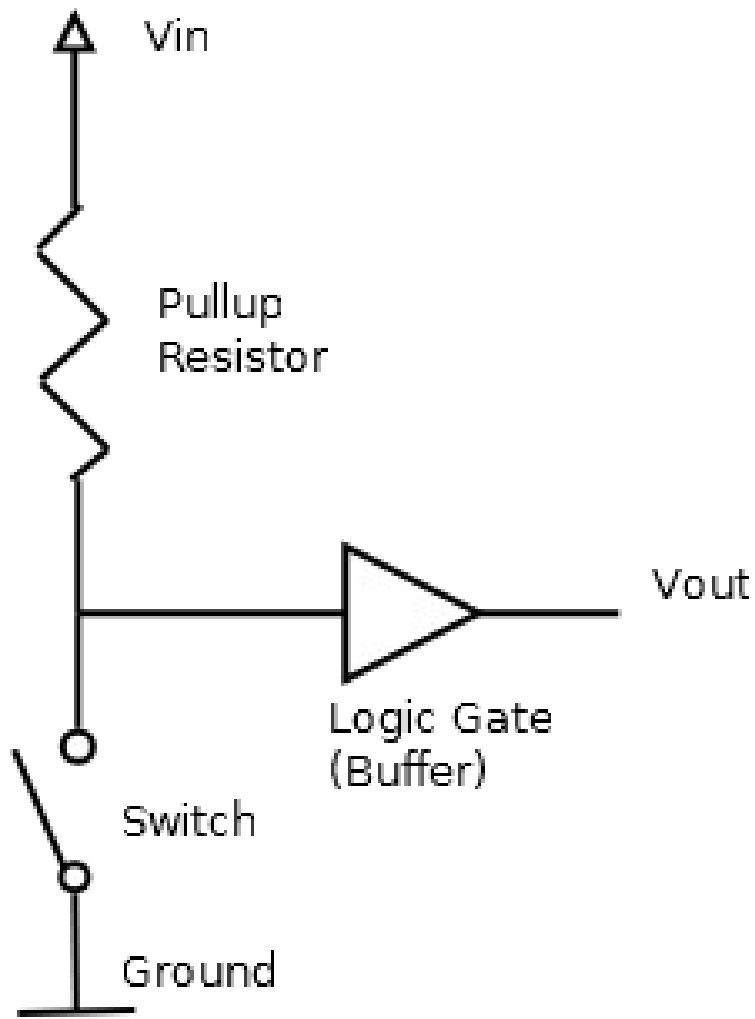 Vin
Pullup
Resistor
Vout
Logic Gate
(Buffer)
Switch
Ground